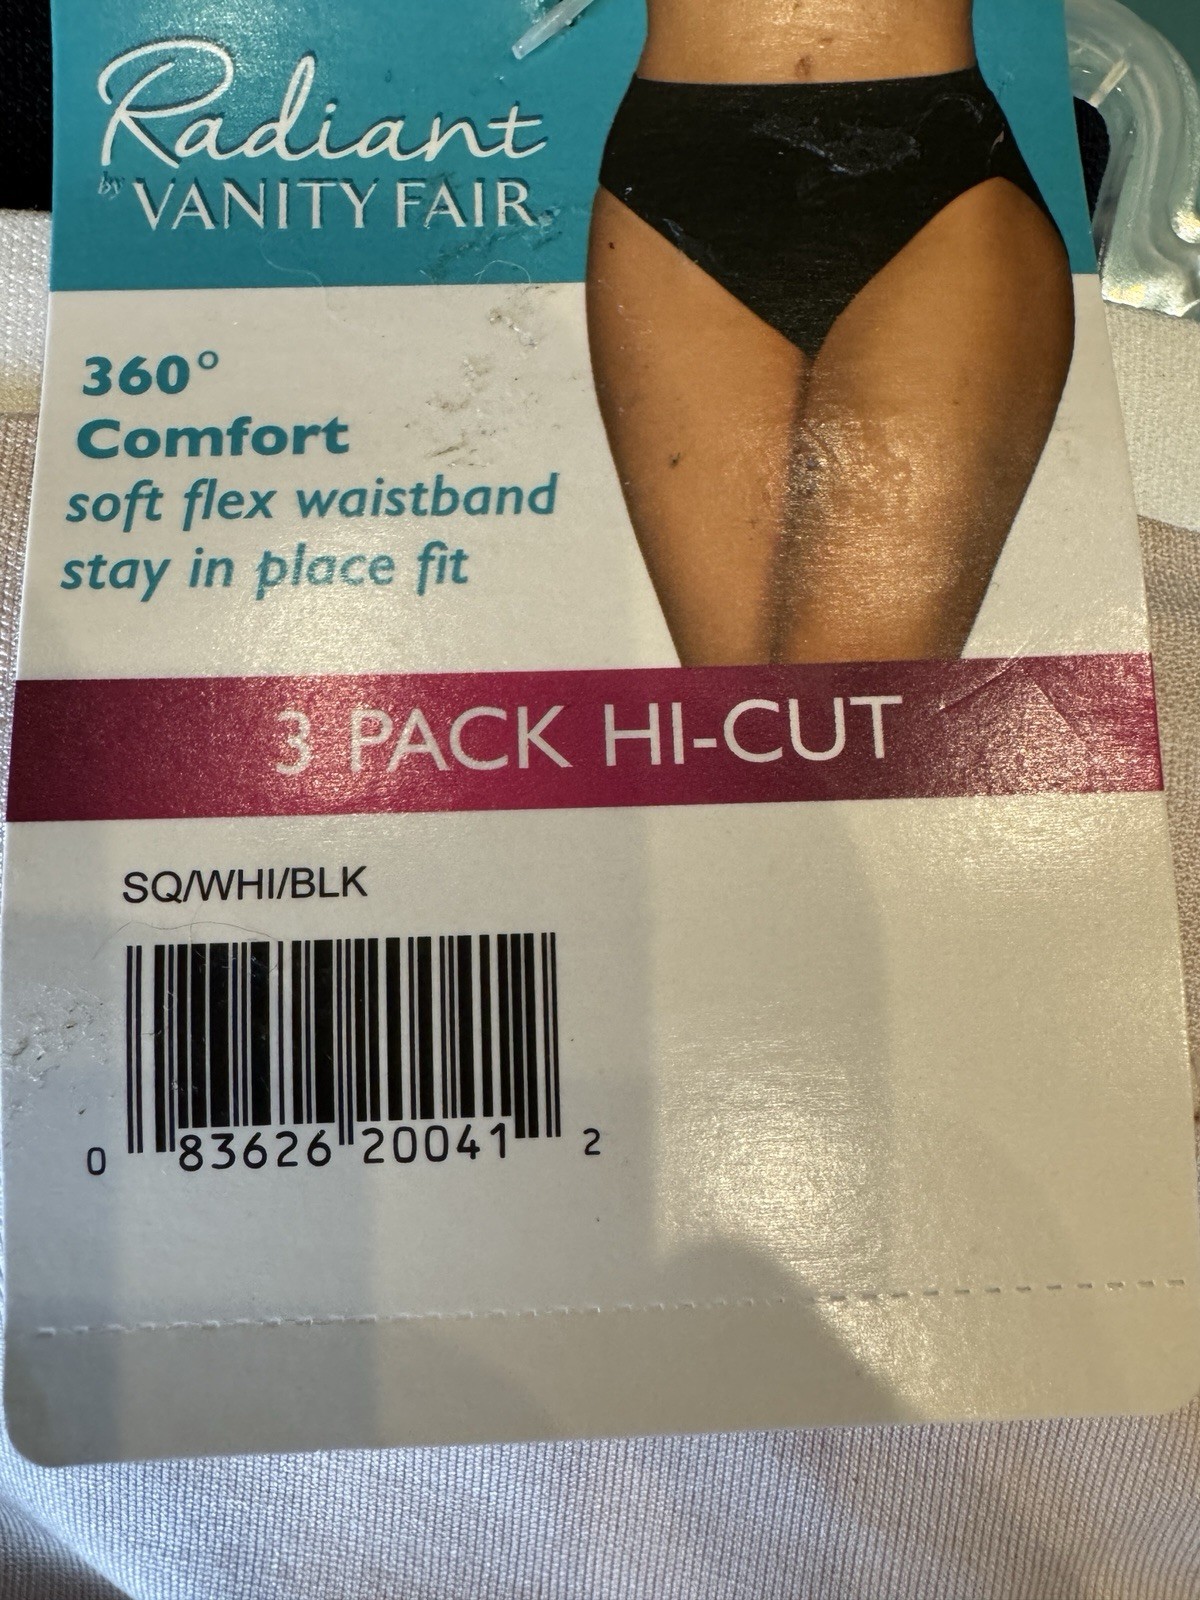 Radiant
by VANITY FAIR®
360°
Comfort
soft flex waistband
stay in place fit
3 PACK HI-CUT
SQ/WHI/BLK
0 83626 20041 2